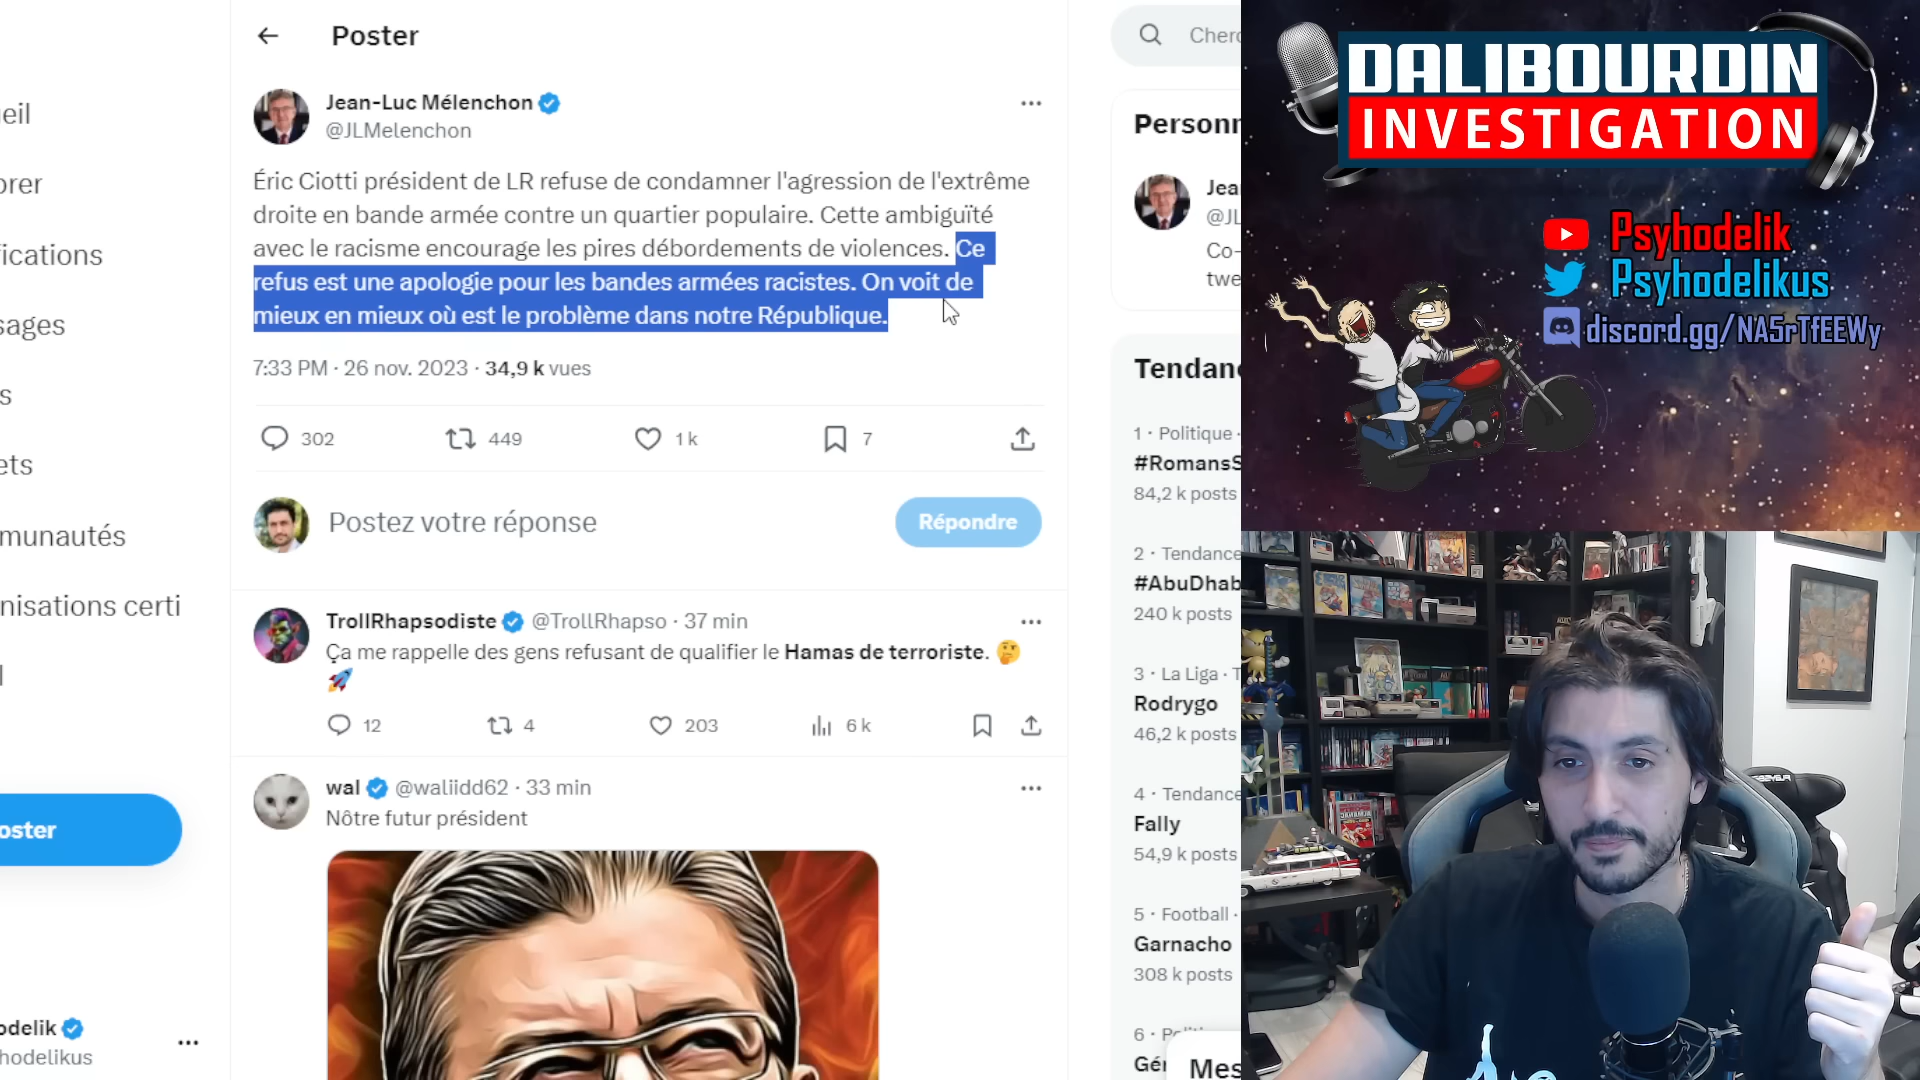 Poster
Jean-Luc Mélenchon
@JLMelenchon
Éric Ciotti président de LR refuse de condamner l'agression de l'extrême
droite en bande armée contre un quartier populaire. Cette ambiguïté
avec le racisme encourage les pires débordements de violences. Ce
refus est une apologie pour les bandes armées racistes. On voit de
mieux en mieux où est le problème dans notre République.
7:33 PM · 26 nov. 2023 · 34,9 k vues
302
449
1 k
7
Postez votre réponse
Répondre
TrollRhapsodiste @TrollRhapso · 37 min
Ça me rappelle des gens refusant de qualifier le Hamas de terroriste. 🤔
🚀
12
4
203
6 k
wal @waliidd62 · 33 min
Nôtre futur président
eil
orer
fications
sages
s
ets
munautés
nisations certi
l
oster
odelik
hodelikus
Cherc
Personn
Jea
@JL
Co-
twe
Tendanc
1 · Politique ·
#RomansS
84,2 k posts
2 · Tendance
#AbuDhab
240 k posts
3 · La Liga · T
Rodrygo
46,2 k posts
4 · Tendance
Fally
54,9 k posts
5 · Football ·
Garnacho
308 k posts
6 · Poli
Gér
Mes
DALIBOURDIN
INVESTIGATION
Psyhodelik
Psyhodelikus
discord.gg/NA5rTfEEWy